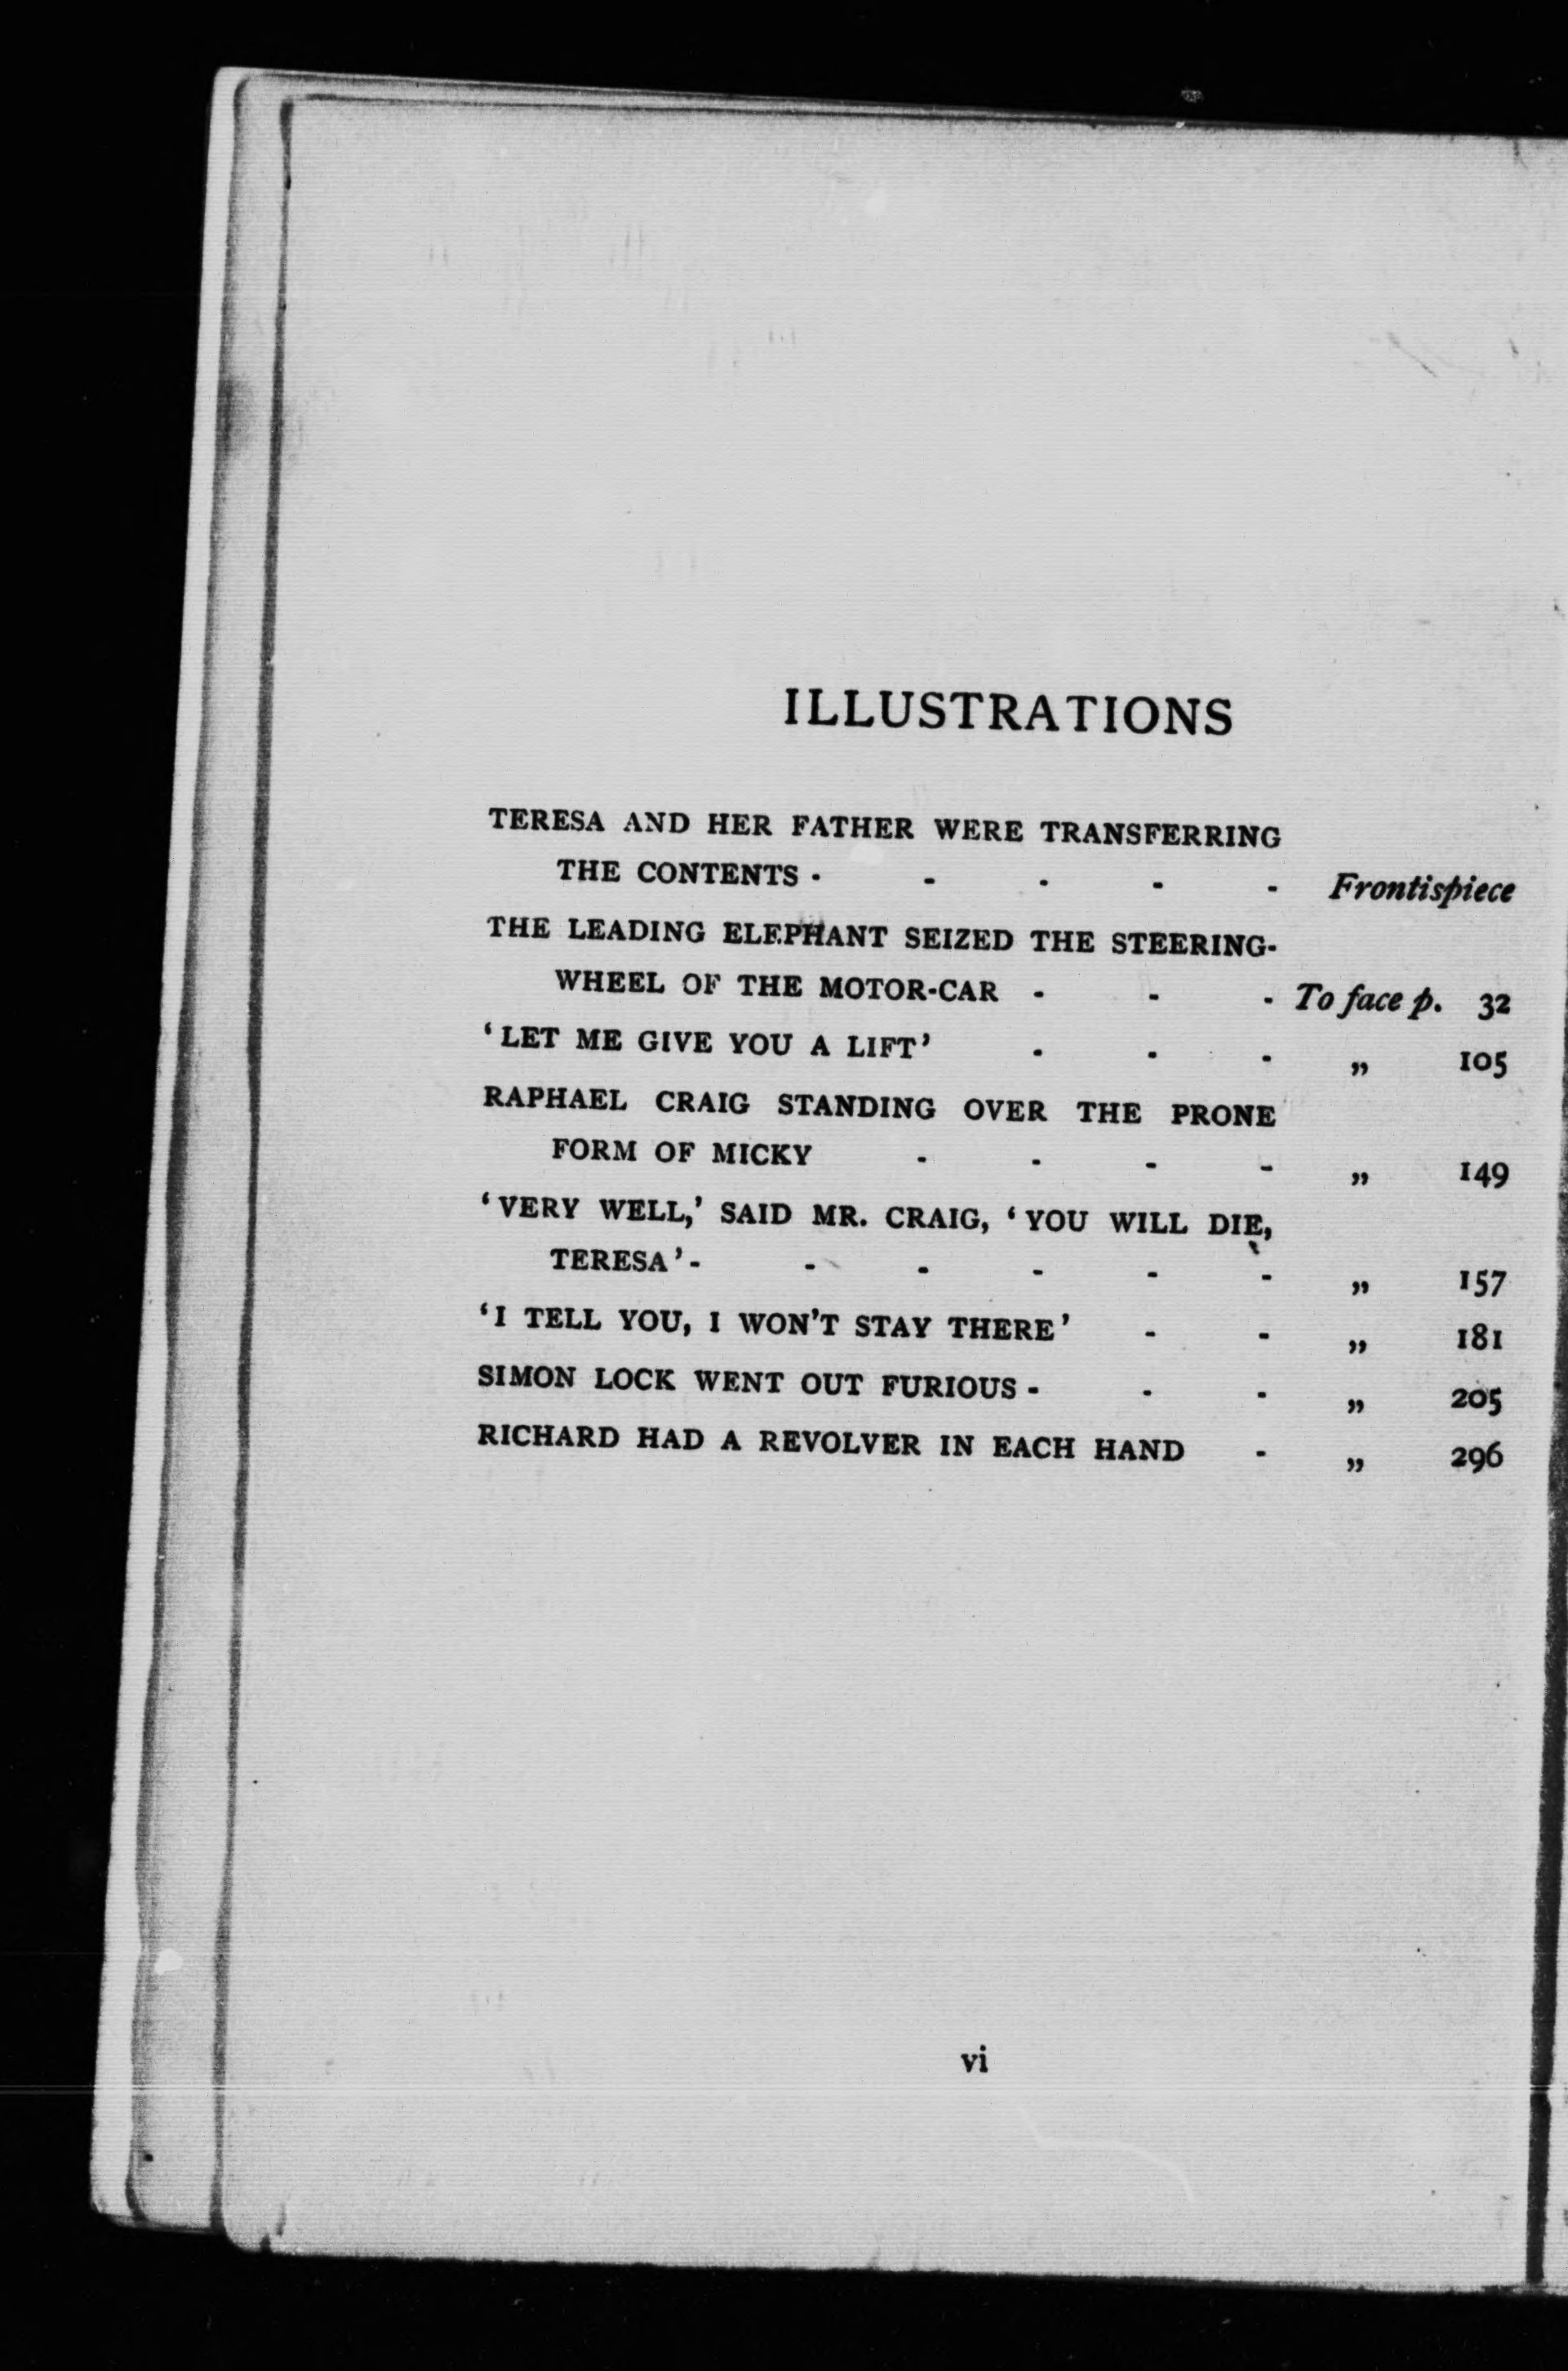 ILLUSTRATIONS
TERESA AND HER FATHER WERE TRANSFERRING
THE CONTENTS - - - - - Frontispiece
THE LEADING ELEPHANT SEIZED THE STEERING-
WHEEL OF THE MOTOR-CAR - - - To face p. 32
‘LET ME GIVE YOU A LIFT’ - - - „ 105
RAPHAEL CRAIG STANDING OVER THE PRONE
FORM OF MICKY - - - - „ 149
‘VERY WELL,’ SAID MR. CRAIG, ‘YOU WILL DIE,
TERESA’ - - - - - - „ 157
‘I TELL YOU, I WON’T STAY THERE’ - - „ 181
SIMON LOCK WENT OUT FURIOUS - - - „ 205
RICHARD HAD A REVOLVER IN EACH HAND - „ 296
vi